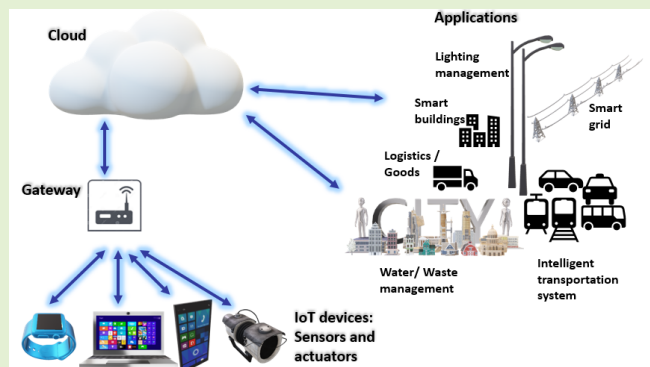 Cloud
Applications
Lighting
management
Smart
buildings
Smart
grid
Logistics /
Goods
Gateway
CITY
Water/ Waste
management
Intelligent
transportation
system
IoT devices:
Sensors and
actuators